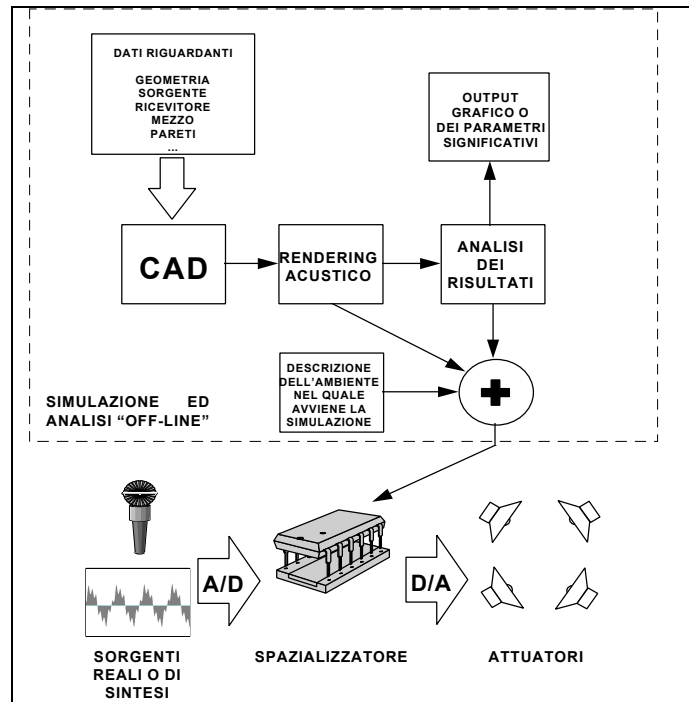 DATI RIGUARDANTI
GEOMETRIA
SORGENTE
RICEVITORE
MEZZO
PARETI
...
OUTPUT
GRAFICO O
DEI PARAMETRI
SIGNIFICATIVI
CAD
RENDERING
ACUSTICO
ANALISI
DEI
RISULTATI
DESCRIZIONE
DELL'AMBIENTE
NEL QUALE
AVVIENE LA
SIMULAZIONE
+
SIMULAZIONE ED
ANALISI “OFF-LINE”
A/D
D/A
SORGENTI
REALI O DI
SINTESI
SPAZIALIZZATORE
ATTUATORI